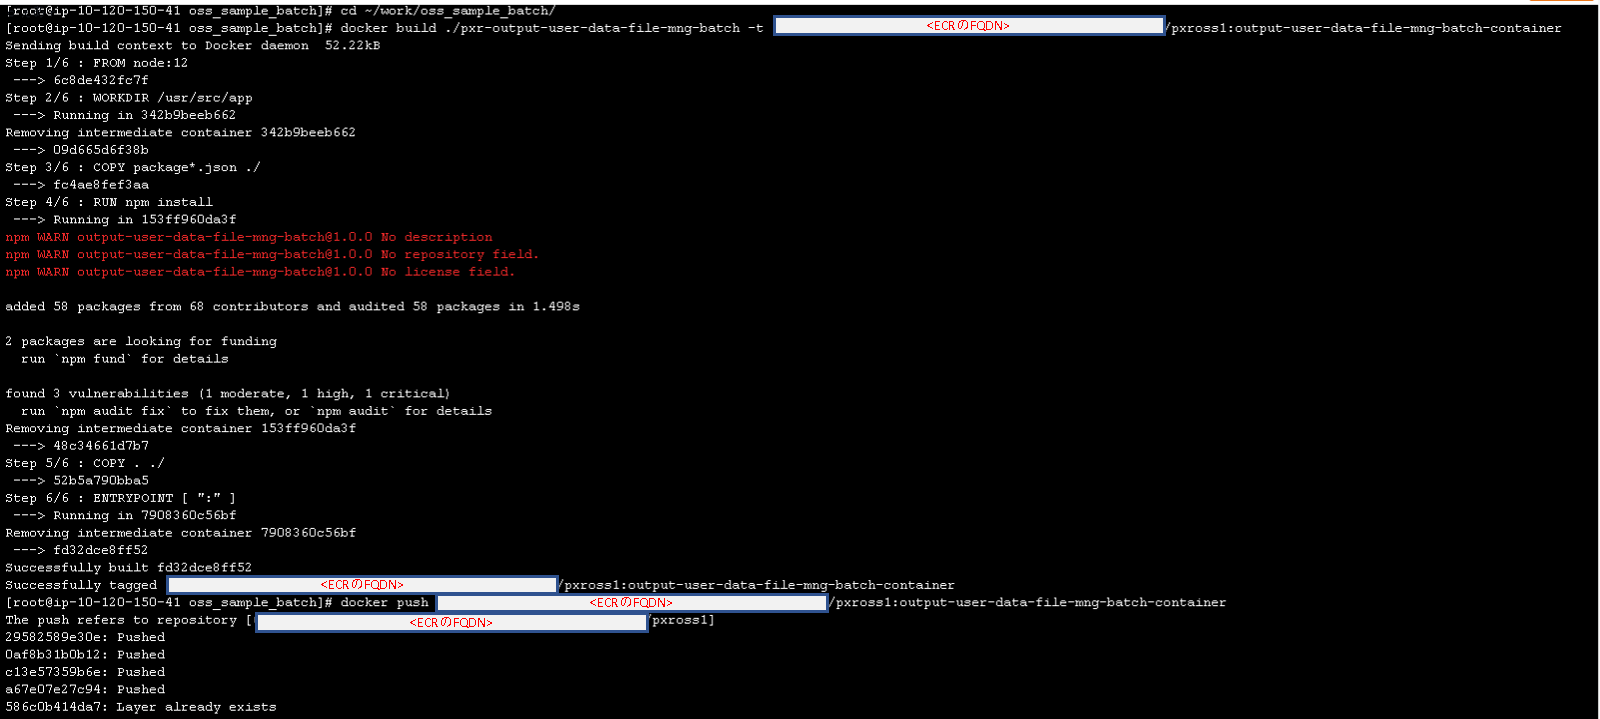 [root@ip-10-120-150-41 oss_sample_batch]# cd ~/work/oss_sample_batch/
[root@ip-10-120-150-41 oss_sample_batch]# docker build ./pxr-output-user-data-file-mng-batch -t <ECRのFQDN>/pxross1:output-user-data-file-mng-batch-container
Sending build context to Docker daemon  52.22kB
Step 1/6 : FROM node:12
 ---> 6c8de432fc7f
Step 2/6 : WORKDIR /usr/src/app
 ---> Running in 342b9beeb662
Removing intermediate container 342b9beeb662
 ---> 09d665d6f38b
Step 3/6 : COPY package*.json ./
 ---> fc4ae8fef3aa
Step 4/6 : RUN npm install
 ---> Running in 153ff960da3f
npm WARN output-user-data-file-mng-batch@1.0.0 No description
npm WARN output-user-data-file-mng-batch@1.0.0 No repository field.
npm WARN output-user-data-file-mng-batch@1.0.0 No license field.
added 58 packages from 68 contributors and audited 58 packages in 1.498s
2 packages are looking for funding
  run `npm fund` for details
found 3 vulnerabilities (1 moderate, 1 high, 1 critical)
  run `npm audit fix` to fix them, or `npm audit` for details
Removing intermediate container 153ff960da3f
 ---> 48c34661d7b7
Step 5/6 : COPY . ./
 ---> 52b5a790bba5
Step 6/6 : ENTRYPOINT [ ":" ]
 ---> Running in 7908360c56bf
Removing intermediate container 7908360c56bf
 ---> fd32dce8ff52
Successfully built fd32dce8ff52
Successfully tagged <ECRのFQDN>/pxross1:output-user-data-file-mng-batch-container
[root@ip-10-120-150-41 oss_sample_batch]# docker push <ECRのFQDN>/pxross1:output-user-data-file-mng-batch-container
The push refers to repository [<ECRのFQDN>/pxross1]
29582589e30e: Pushed
0af8b31b0b12: Pushed
c13e57359b6e: Pushed
a67e07e27c94: Pushed
586c0b414da7: Layer already exists